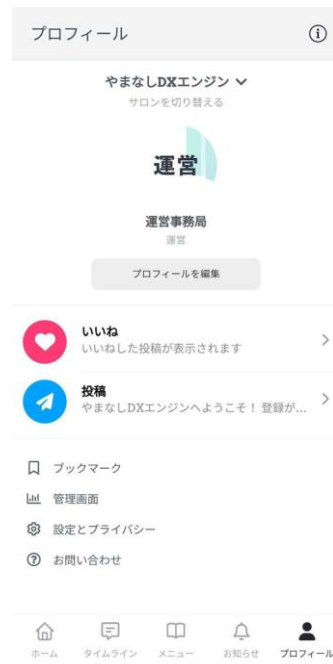 プロフィール
やまなしDXエンジン
サロンを切り替える
運営
運営事務局
運営
プロフィールを編集
いいね
いいねした投稿が表示されます
投稿
やまなしDXエンジンへようこそ！ 登録が...
ブックマーク
管理画面
設定とプライバシー
お問い合わせ
ホーム タイムライン メニュー お知らせ プロフィール